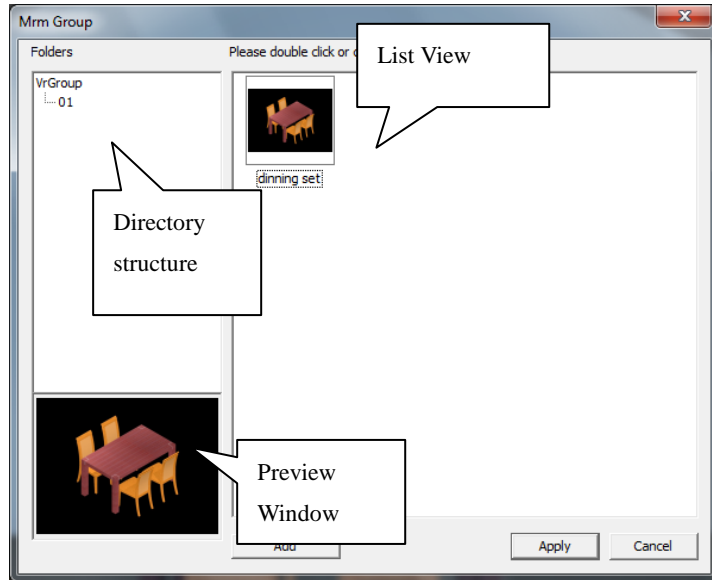 Mrm Group
Folders
Please double click or
List View
VrGroup
01
dinning set
Directory
structure
Preview
Window
Add
Apply
Cancel